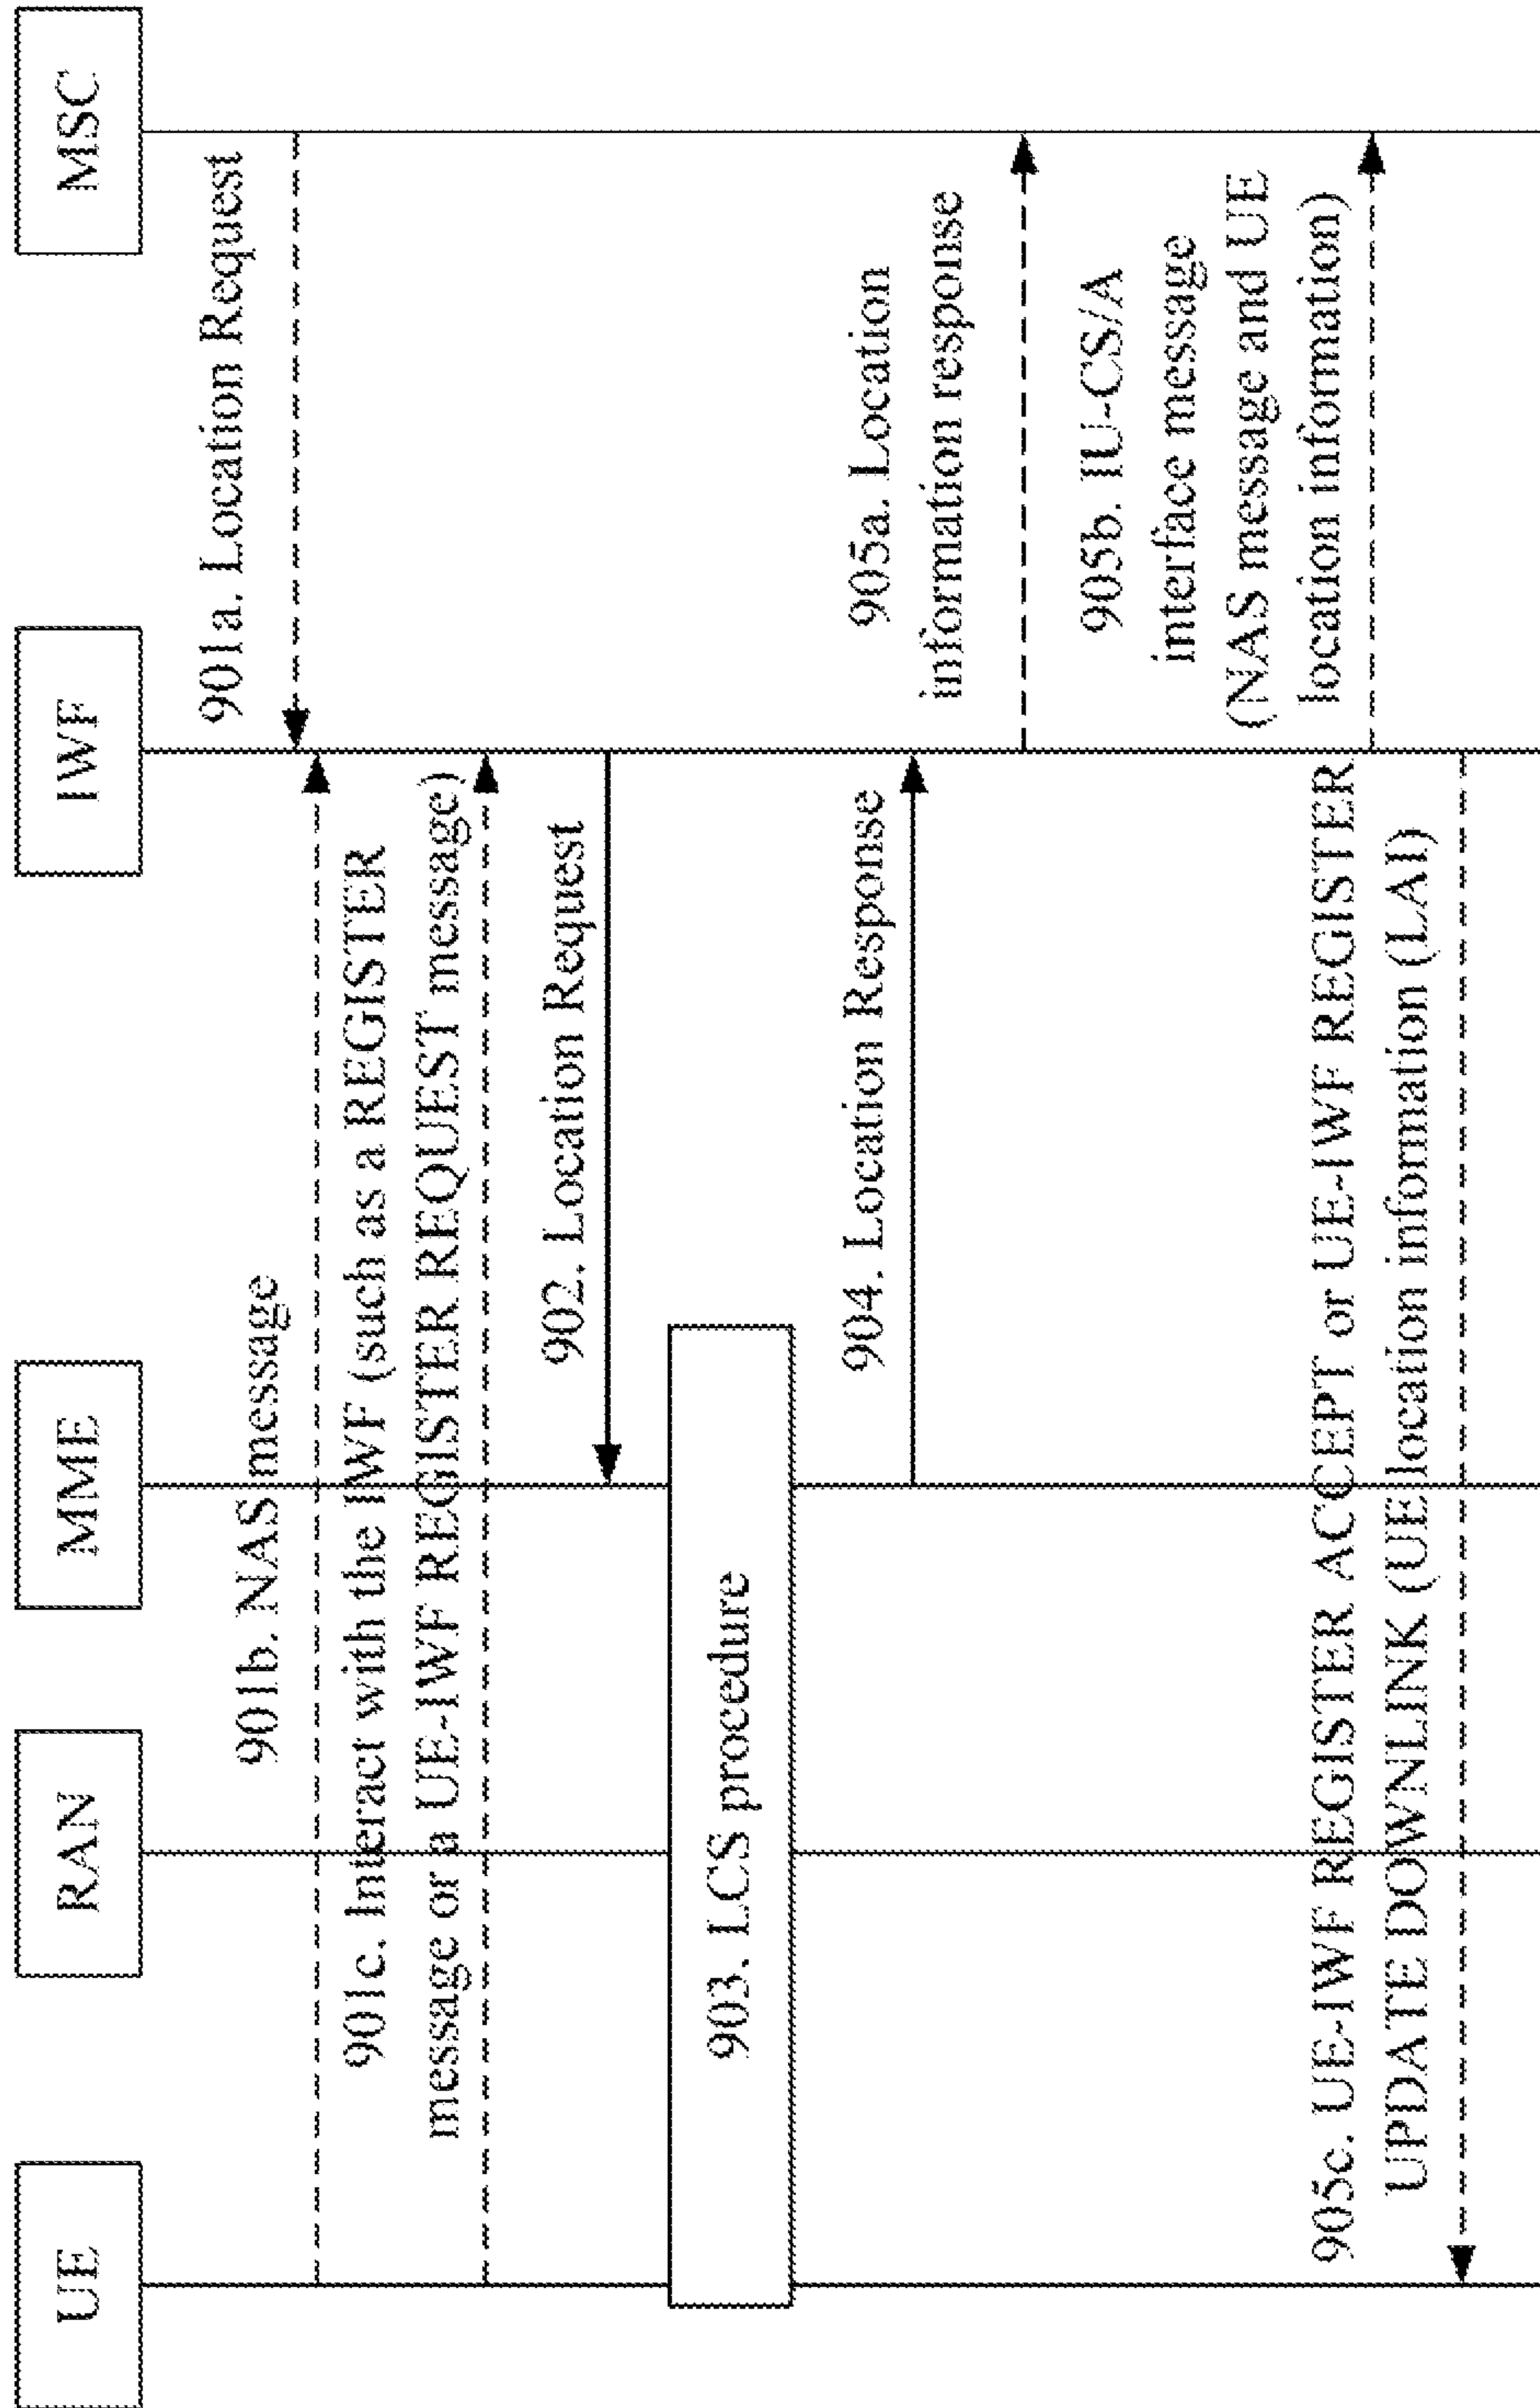 UE
RAN
MME
IWF
MSC
901a. Location Request
901b. NAS message
901c. Interact with the IWF (such as a REGISTER
message or a UE-IWF REGISTER REQUEST message)
902. Location Request
903. LCS procedure
904. Location Response
905a. Location
information response
905b. IU-CS/A
interface message
(NAS message and UE
location information)
905c. UE-IWF REGISTER ACCEPT or UE-IWF REGISTER
UPDATE DOWNLINK (UE location information (LAI)